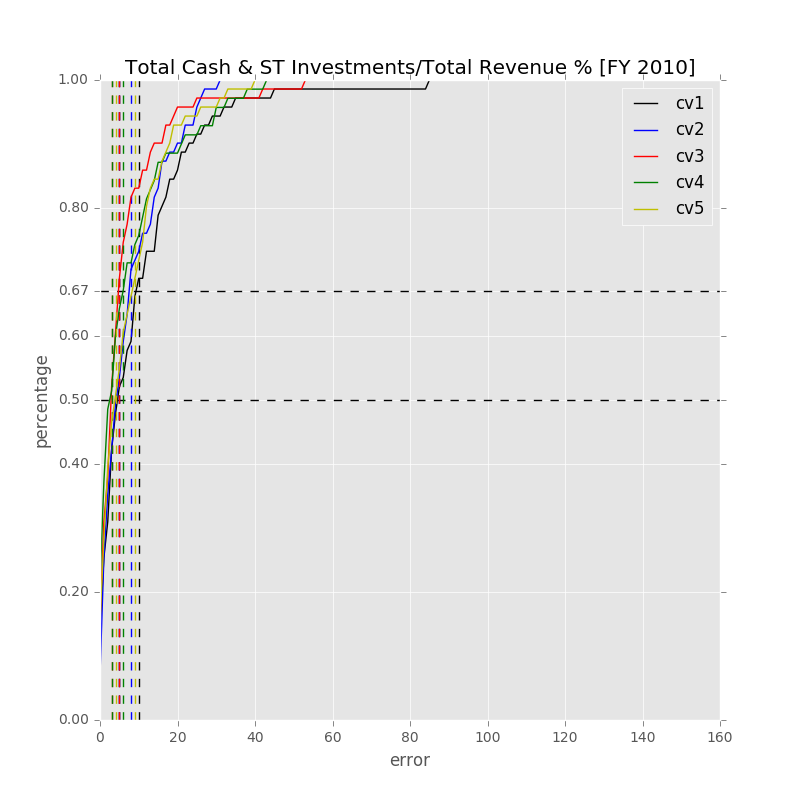 Total Cash & ST Investments/Total Revenue % [FY 2010]
1.00
0.80
0.67
0.60
0.50
0.40
0.20
0.00
percentage
cv1
cv2
cv3
cv4
cv5
0 20 40 60 80 100 120 140 160
error